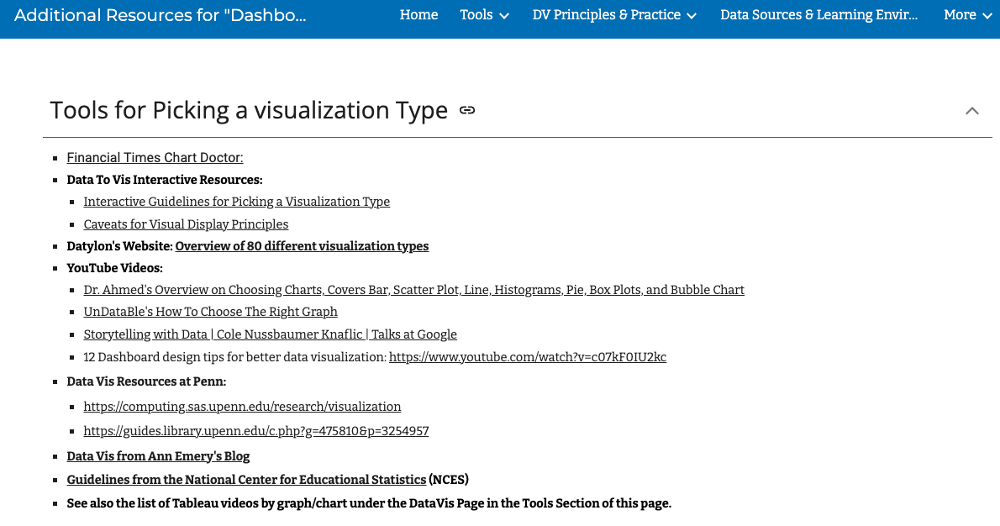 Additional Resources for "Dashbo...
Home Tools DV Principles & Practice Data Sources & Learning Envir... More
Tools for Picking a visualization Type
Financial Times Chart Doctor:
Data To Vis Interactive Resources:
Interactive Guidelines for Picking a Visualization Type
Caveats for Visual Display Principles
Datylon's Website: Overview of 80 different visualization types
YouTube Videos:
Dr. Ahmed's Overview on Choosing Charts, Covers Bar, Scatter Plot, Line, Histograms, Pie, Box Plots, and Bubble Chart
UnDataBle's How To Choose The Right Graph
Storytelling with Data | Cole Nussbaumer Knaflic | Talks at Google
12 Dashboard design tips for better data visualization: https://www.youtube.com/watch?v=c07kF0IU2kc
Data Vis Resources at Penn:
https://computing.sas.upenn.edu/research/visualization
https://guides.library.upenn.edu/c.php?g=475810&p=3254957
Data Vis from Ann Emery's Blog
Guidelines from the National Center for Educational Statistics (NCES)
See also the list of Tableau videos by graph/chart under the DataVis Page in the Tools Section of this page.